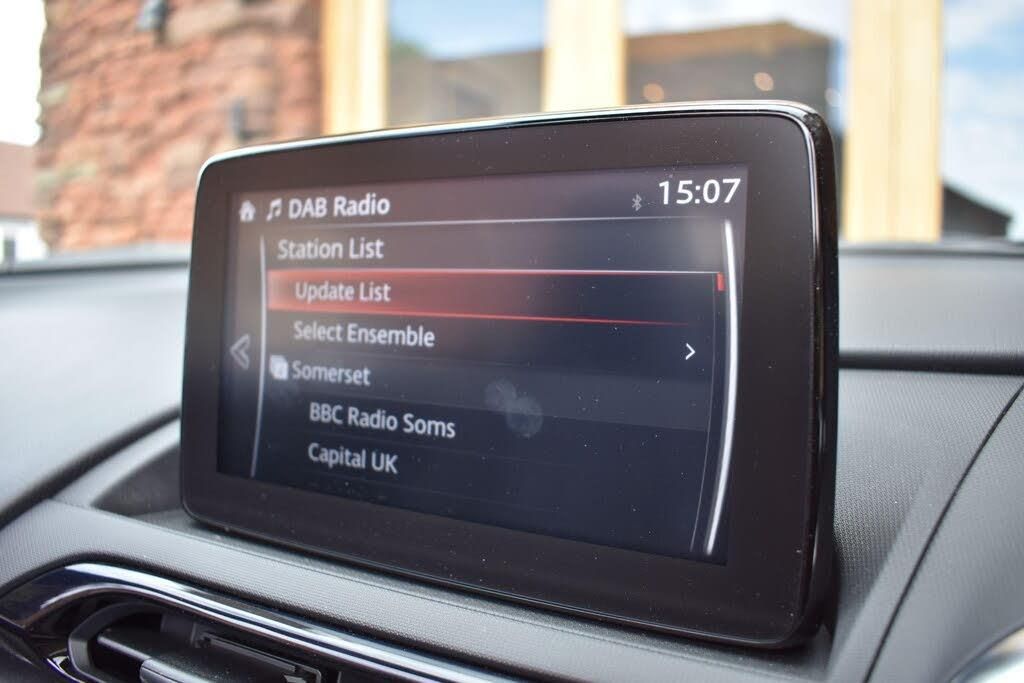 DAB Radio 15:07
Station List
Update List
Select Ensemble
Somerset
BBC Radio Soms
Capital UK